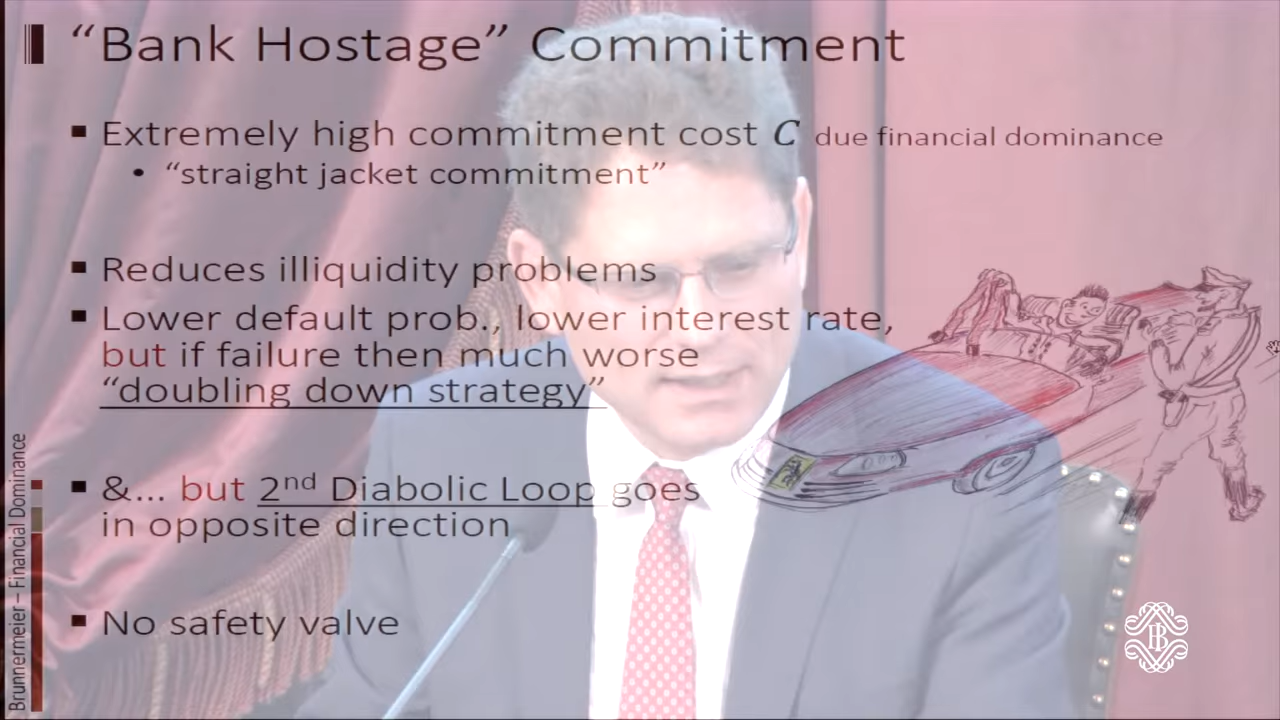 “Bank Hostage” Commitment
▪ Extremely high commitment cost C due financial dominance
• “straight jacket commitment”
▪ Reduces illiquidity problems
▪ Lower default prob., lower interest rate,
but if failure then much worse
“doubling down strategy”
▪ &... but 2nd Diabolic Loop goes
in opposite direction
▪ No safety valve
Brunnermeier – Financial Dominance